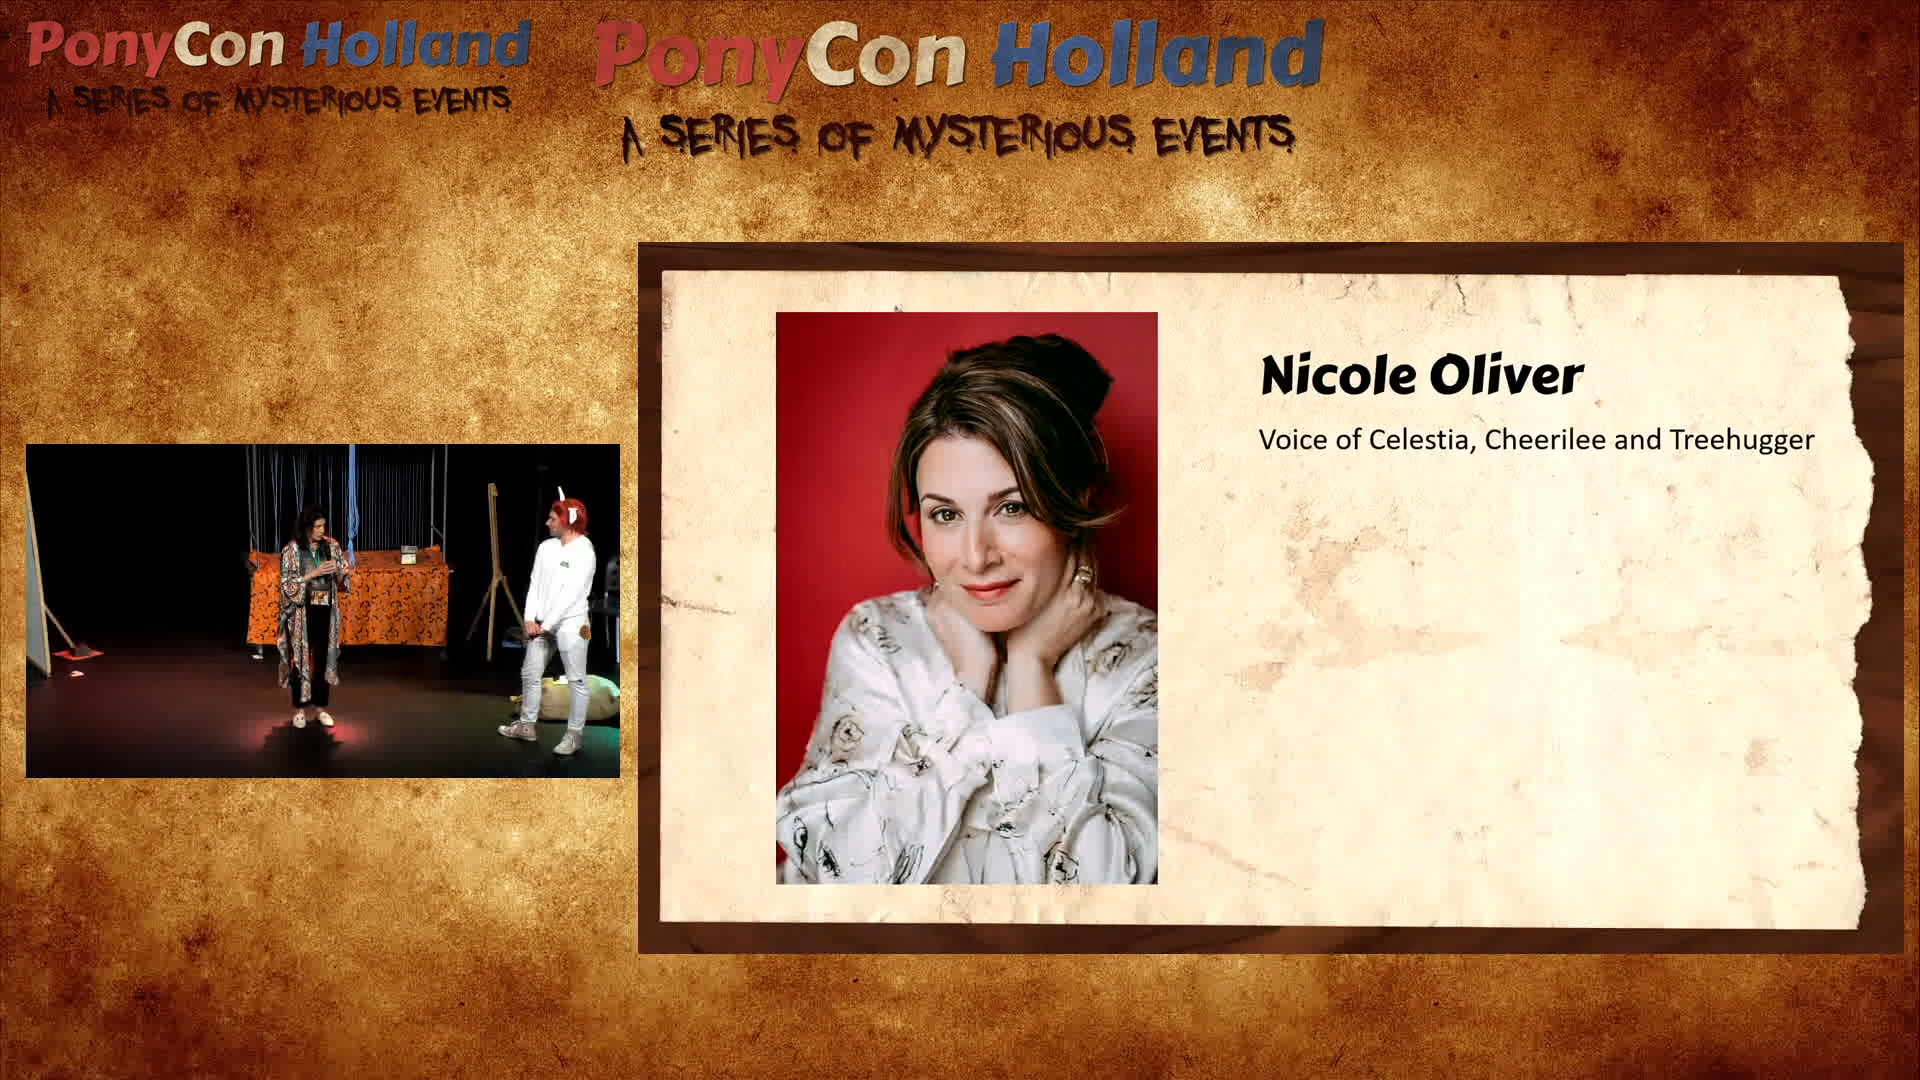 PonyCon Holland
A SERIES OF MYSTERIOUS EVENTS
PonyCon Holland
A SERIES OF MYSTERIOUS EVENTS
Nicole Oliver
Voice of Celestia, Cheerilee and Treehugger